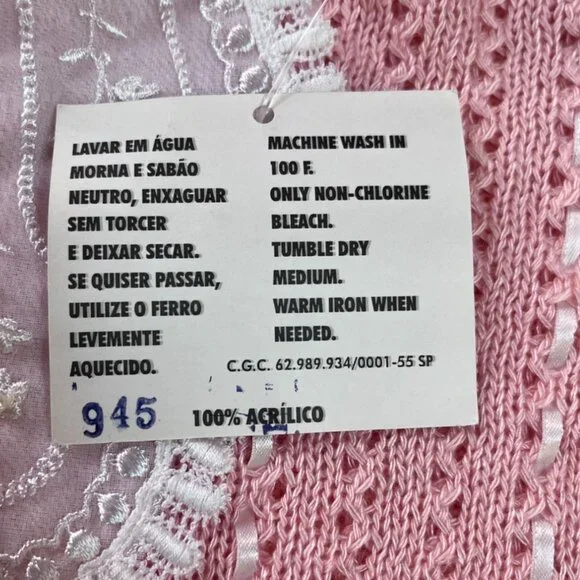 LAVAR EM ÁGUA
MORNA E SABÃO
NEUTRO, ENXAGUAR
SEM TORCER
E DEIXAR SECAR.
SE QUISER PASSAR,
UTILIZE O FERRO
LEVEMENTE
AQUECIDO.
MACHINE WASH IN
100 F.
ONLY NON-CHLORINE
BLEACH.
TUMBLE DRY
MEDIUM.
WARM IRON WHEN
NEEDED.
C.G.C. 62.989.934/0001-55 SP
945
100% ACRÍLICO